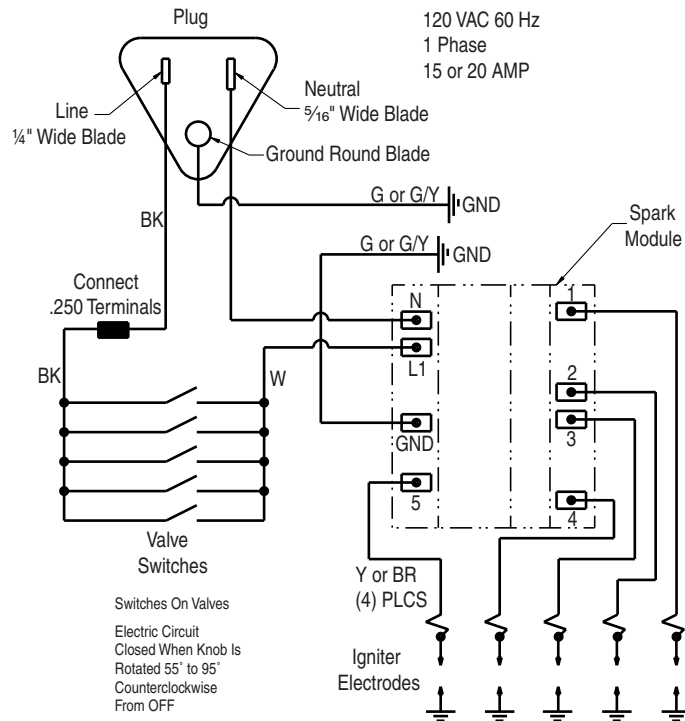 Plug
120 VAC 60 Hz
1 Phase
15 or 20 AMP
Line
¼" Wide Blade
Neutral
5⁄16" Wide Blade
Ground Round Blade
G or G/Y
GND
BK
G or G/Y
GND
Spark
Module
Connect
.250 Terminals
N
1
L1
BK
W
2
3
GND
5
4
Valve
Switches
Y or BR
(4) PLCS
Switches On Valves
Electric Circuit
Closed When Knob Is
Rotated 55˚ to 95˚
Counterclockwise
From OFF
Igniter
Electrodes